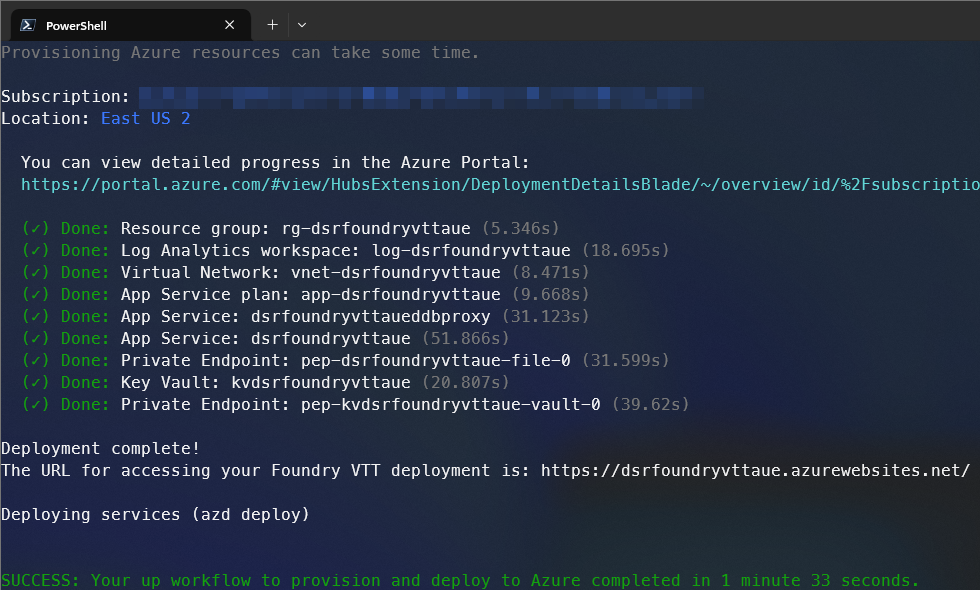 PowerShell
Provisioning Azure resources can take some time.
Subscription:
Location: East US 2
You can view detailed progress in the Azure Portal:
https://portal.azure.com/#view/HubsExtension/DeploymentDetailsBlade/~/overview/id/%2Fsubscriptio
(✓) Done: Resource group: rg-dsrfoundryvttaue (5.346s)
(✓) Done: Log Analytics workspace: log-dsrfoundryvttaue (18.695s)
(✓) Done: Virtual Network: vnet-dsrfoundryvttaue (8.471s)
(✓) Done: App Service plan: app-dsrfoundryvttaue (9.668s)
(✓) Done: App Service: dsrfoundryvttaueddbproxy (31.123s)
(✓) Done: App Service: dsrfoundryvttaue (51.866s)
(✓) Done: Private Endpoint: pep-dsrfoundryvttaue-file-0 (31.599s)
(✓) Done: Key Vault: kvdsrfoundryvttaue (20.807s)
(✓) Done: Private Endpoint: pep-kvdsrfoundryvttaue-vault-0 (39.62s)
Deployment complete!
The URL for accessing your Foundry VTT deployment is: https://dsrfoundryvttaue.azurewebsites.net/
Deploying services (azd deploy)
SUCCESS: Your up workflow to provision and deploy to Azure completed in 1 minute 33 seconds.